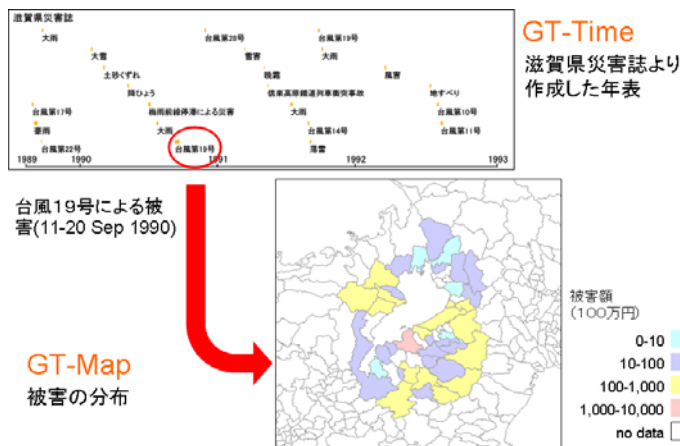 滋賀県災害誌
大雨
台風第28号
台風第19号
大雪
雪害
大雨
土砂くずれ
晩霜
風害
降ひょう
信楽高原鐵道列車衝突事故
地すべり
台風第17号
梅雨前線停滞による災害
大雨
台風第10号
豪雨
大雨
台風第14号
台風第11号
台風第22号
台風第19号
落雷
1989
1990
1991
1992
1993
GT-Time
滋賀県災害誌より
作成した年表
台風19号による被
害(11-20 Sep 1990)
GT-Map
被害の分布
被害額
(100万円)
0-10
10-100
100-1,000
1,000-10,000
no data